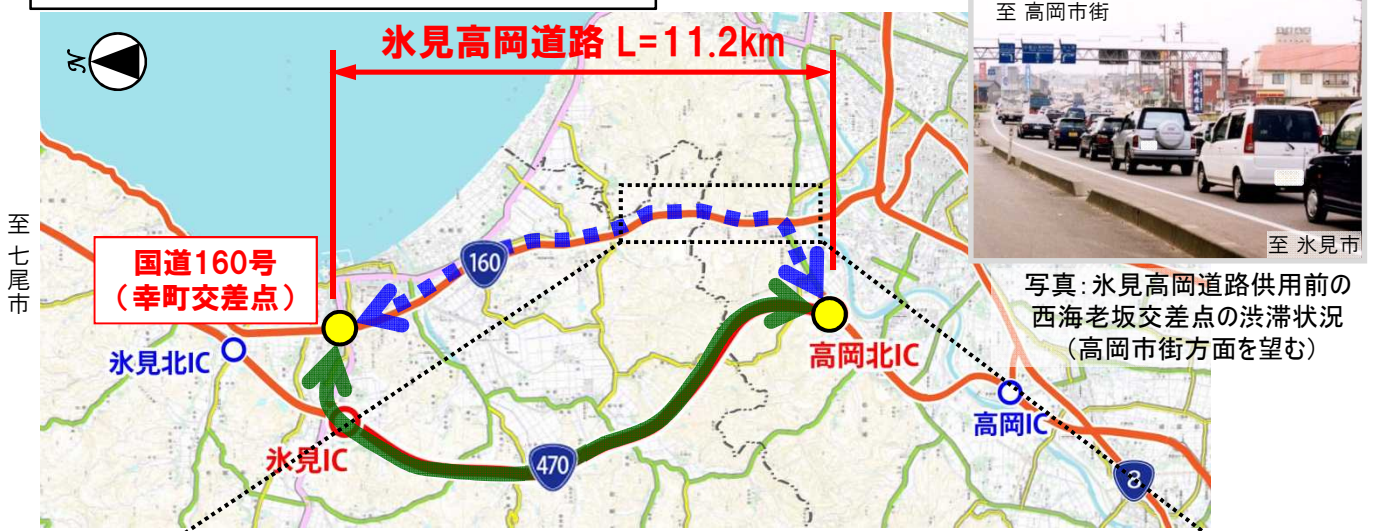 氷見高岡道路 L=11.2km
N
至 七尾市
国道160号
(幸町交差点)
160
氷見北IC
氷見IC
470
高岡北IC
高岡IC
8
至 高岡市街
至 氷見市
写真:氷見高岡道路供用前の
西海老坂交差点の渋滞状況
(高岡市街方面を望む)